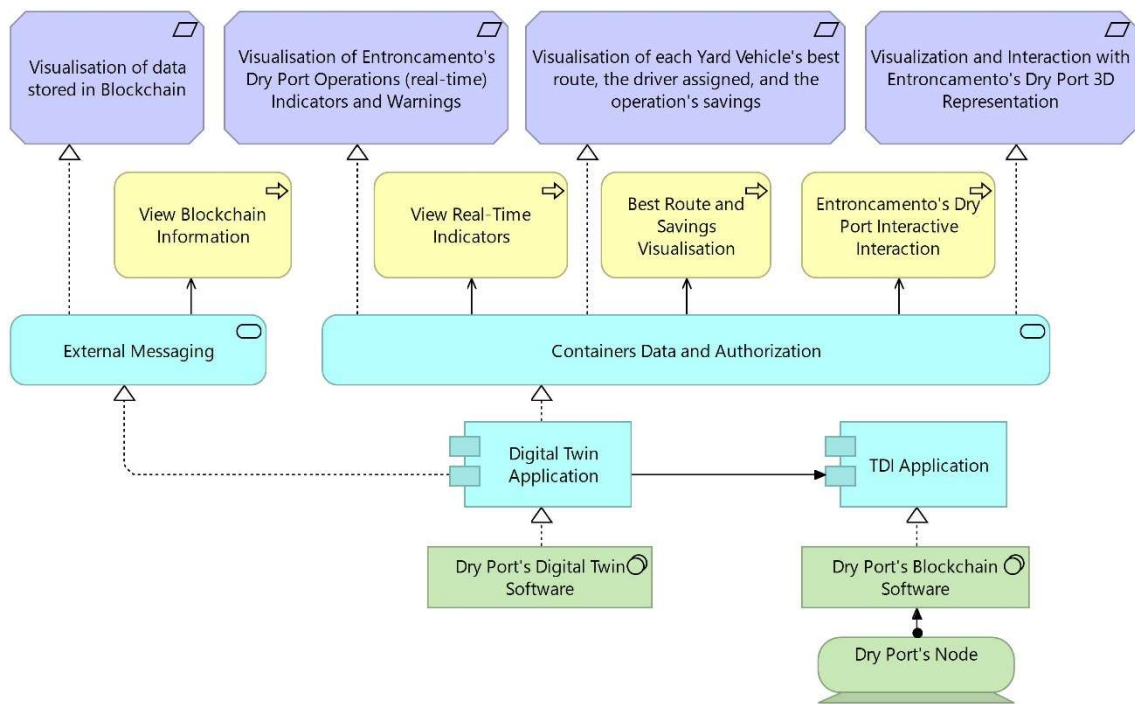 Visualisation of data
stored in Blockchain
Visualisation of Entroncamento's
Dry Port Operations (real-time)
Indicators and Warnings
Visualisation of each Yard Vehicle's best
route, the driver assigned, and the
operation's savings
Visualization and Interaction with
Entroncamento's Dry Port 3D
Representation
View Blockchain
Information
View Real-Time
Indicators
Best Route and
Savings
Visualisation
Entroncamento's Dry
Port Interactive
Interaction
External Messaging
Containers Data and Authorization
Digital Twin
Application
TDI Application
Dry Port's Digital Twin
Software
Dry Port's Blockchain
Software
Dry Port's Node